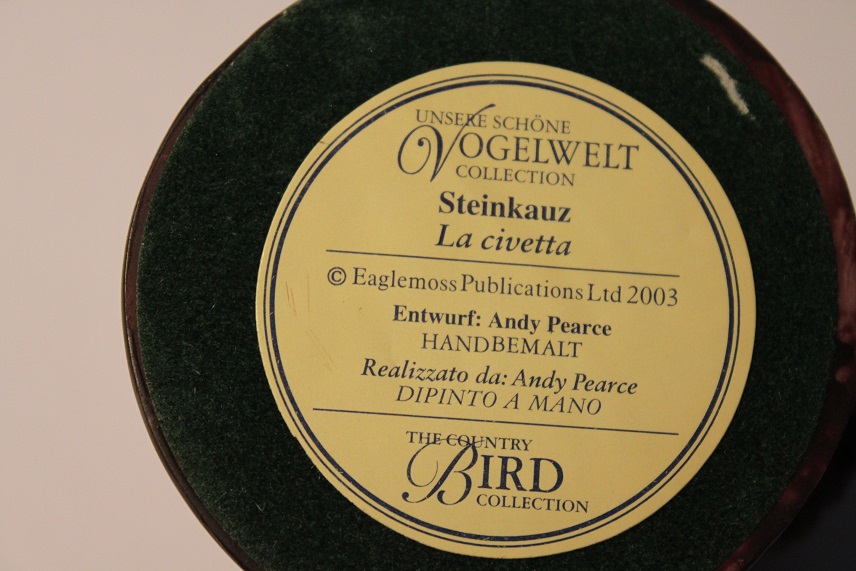 UNSERE SCHÖNE
VOGELWELT
COLLECTION
Steinkauz
La civetta
© Eaglemoss Publications Ltd 2003
Entwurf: Andy Pearce
HANDBEMALT
Realizzato da: Andy Pearce
DIPINTO A MANO
THE COUNTRY
BIRD
COLLECTION